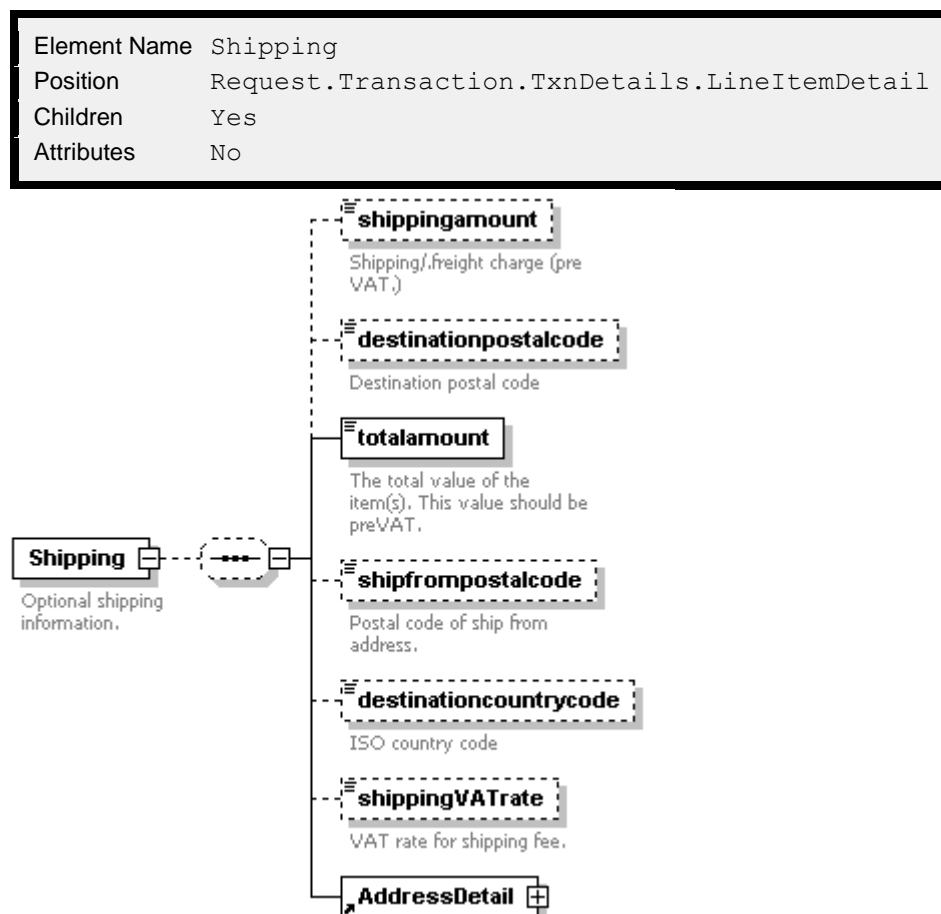 Element Name Shipping
Position Request.Transaction.TxnDetails.LineItemDetail
Children Yes
Attributes No
shippingamount
Shipping/.freight charge (pre
VAT.)
destinationpostalcode
Destination postal code
totalamount
The total value of the
item(s). This value should be
preVAT.
Shipping
Optional shipping
information.
shipfrompostalcode
Postal code of ship from
address.
destinationcountrycode
ISO country code
shippingVATrate
VAT rate for shipping fee.
AddressDetail